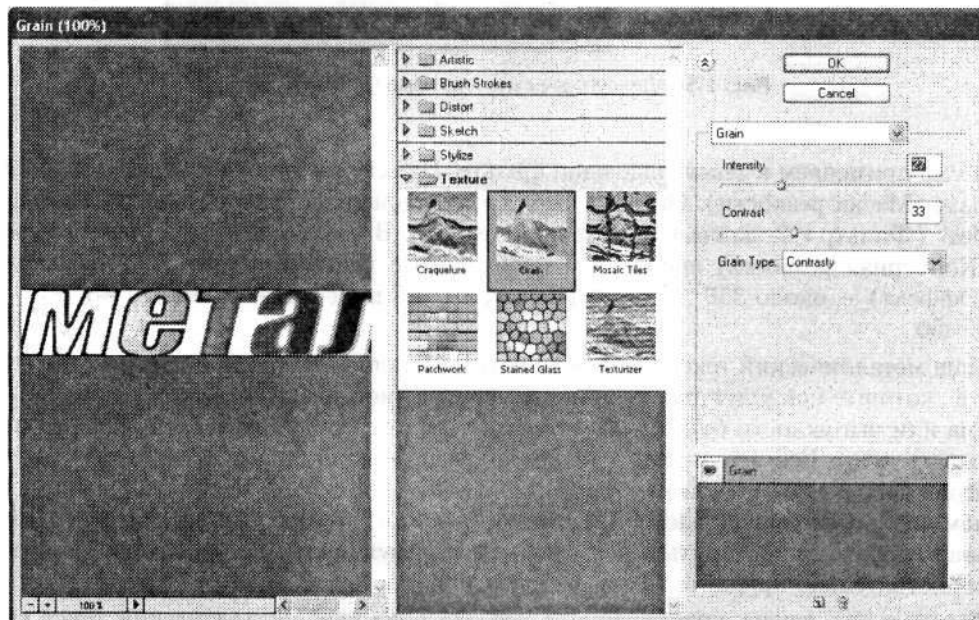 Grain (100%)
металл
100%
Artistic
Brush Strokes
Distort
Sketch
Stylize
Texture
Craquelure
Grain
Mosaic Tiles
Patchwork
Stained Glass
Texturizer
OK
Cancel
Grain
Intensity
Contrast 33
Grain Type: Contrasty
Grain